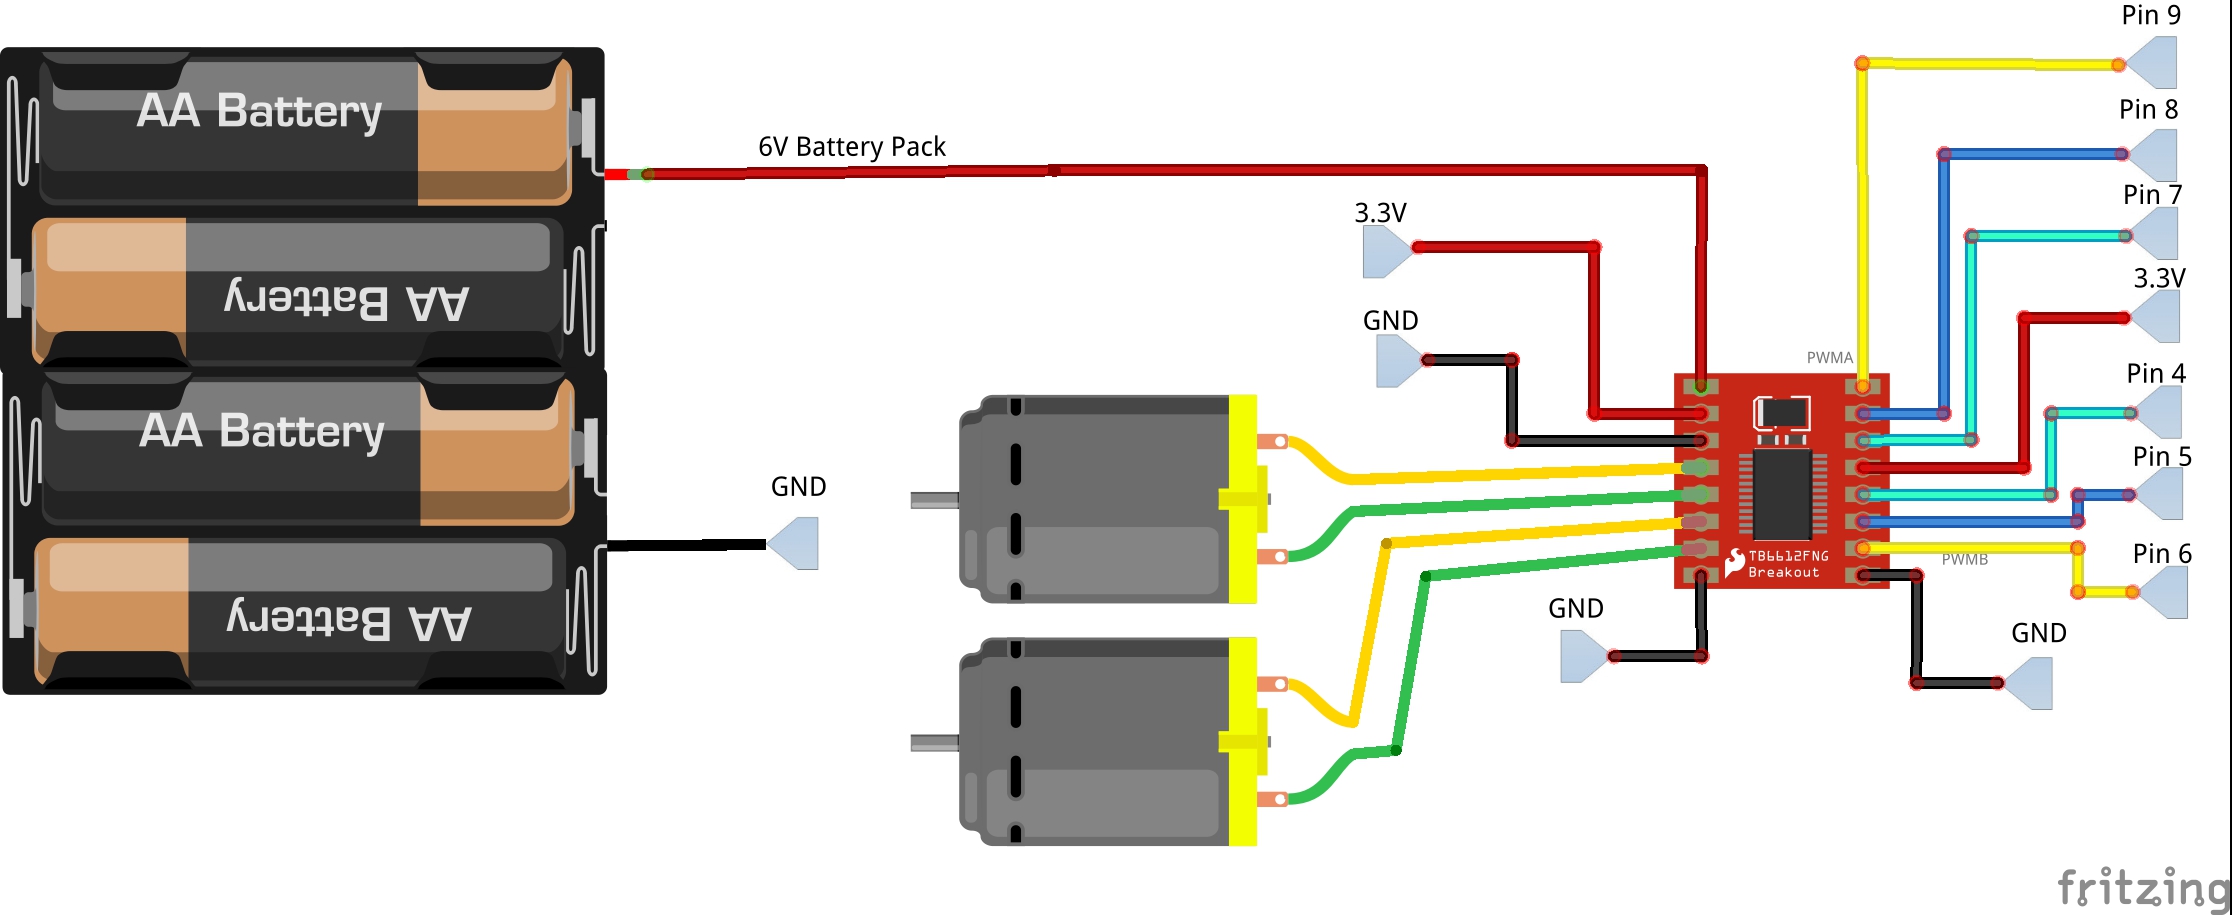 Pin 9
AA Battery
Pin 8
6V Battery Pack
Pin 7
3.3V
3.3V
AA Battery
GND
PWMA
Pin 4
AA Battery
Pin 5
GND
Pin 6
TB6612FNG
Breakout
PWMB
GND
AA Battery
GND
fritzing